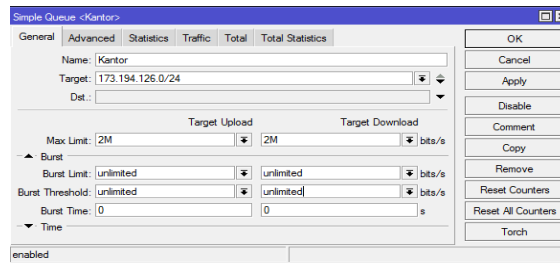 Simple Queue <Kantor>
General Advanced Statistics Traffic Total Total Statistics
OK
Name: Kantor
Cancel
Target: 173.194.126.0/24
Apply
Dst.:
Disable
Target Upload Target Download
Comment
Max Limit: 2M 2M bits/s
Copy
Burst
Burst Limit: unlimited unlimited bits/s
Remove
Burst Threshold: unlimited unlimited bits/s
Reset Counters
Burst Time: 0 0 s
Reset All Counters
Time
Torch
enabled